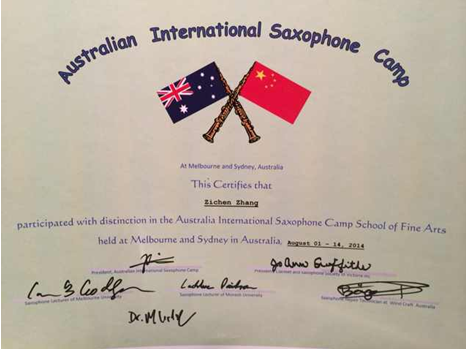 Australian International Saxophone Camp
At Melbourne and Sydney, Australia
This Certifies that
Zichen Zhang
participated with distinction in the Australia International Saxophone Camp School of Fine Arts
held at Melbourne and Sydney in Australia, August 01 - 14, 2014
President, Australian International Saxophone Camp
Saxophone Lecturer of Melbourne University
Saxophone Lecturer of Monash University